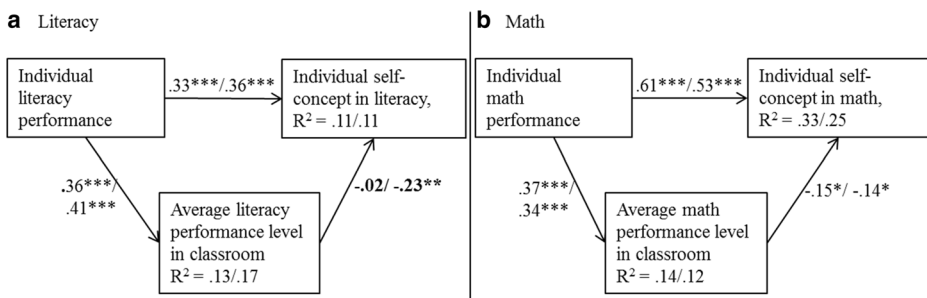 a Literacy
Individual
literacy
performance
.33***/.36***
Individual self-
concept in literacy,
R² = .11/.11
.36***/
.41***
-.02/ -.23**
Average literacy
performance level
in classroom
R² = .13/.17
b Math
Individual
math
performance
.61***/.53***
Individual self-
concept in math,
R² = .33/.25
.37***/
.34***
-.15*/ -.14*
Average math
performance level
in classroom
R² = .14/.12